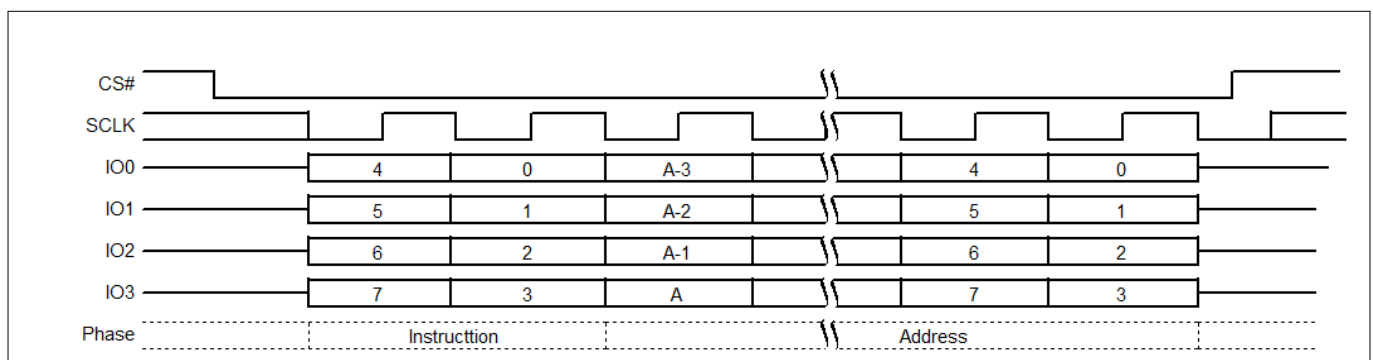 CS#
SCLK
IO0 4 0 A-3 4 0
IO1 5 1 A-2 5 1
IO2 6 2 A-1 6 2
IO3 7 3 A 7 3
Phase Instructtion Address